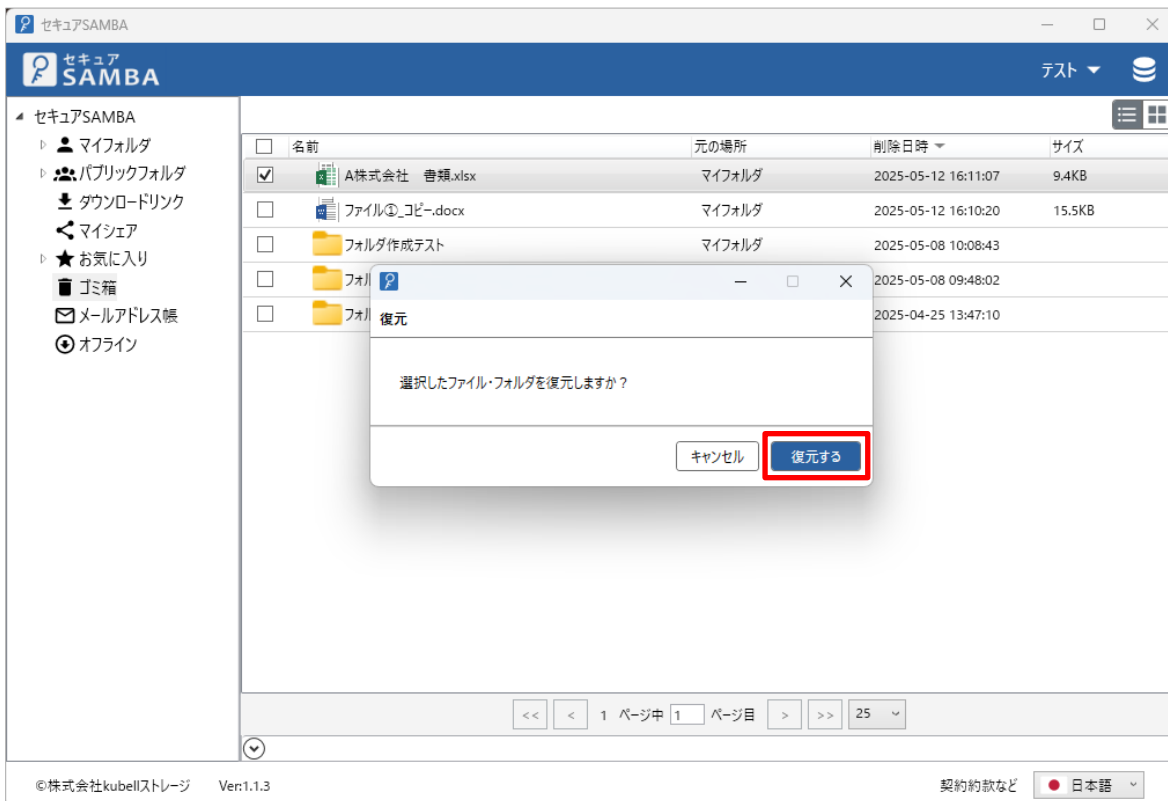 セキュアSAMBA
セキュア
SAMBA
テスト
セキュアSAMBA
マイフォルダ
パブリックフォルダ
ダウンロードリンク
マイシェア
お気に入り
ゴミ箱
メールアドレス帳
オフライン
名前 元の場所 削除日時 サイズ
A株式会社　書類.xlsx マイフォルダ 2025-05-12 16:11:07 9.4KB
ファイル①_コピー.docx マイフォルダ 2025-05-12 16:10:20 15.5KB
フォルダ作成テスト マイフォルダ 2025-05-08 10:08:43
フォル 2025-05-08 09:48:02
フォル 2025-04-25 13:47:10
復元
選択したファイル・フォルダを復元しますか？
キャンセル 復元する
<< < 1 ページ中 1 ページ目 > >> 25
©株式会社kubellストレージ Ver:1.1.3 契約約款など 日本語